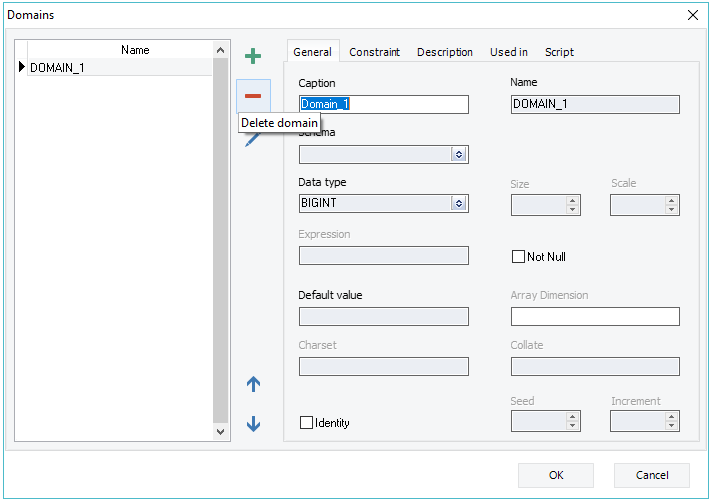 Domains
Name
DOMAIN_1
Delete domain
General Constraint Description Used in Script
Caption Name
Domain_1 DOMAIN_1
Schema
Data type Size Scale
BIGINT
Expression
Not Null
Default value Array Dimension
Charset Collate
Seed Increment
Identity
OK Cancel